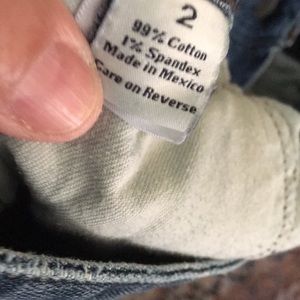 2
99% Cotton
1% Spandex
Made in Mexico
Care on Reverse